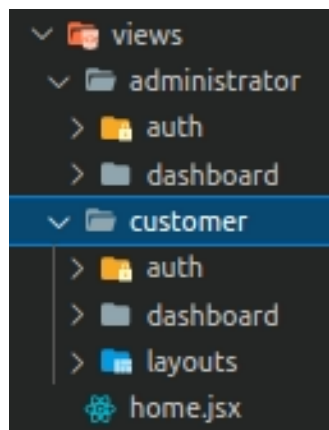 views
administrator
auth
dashboard
customer
auth
dashboard
layouts
home.jsx